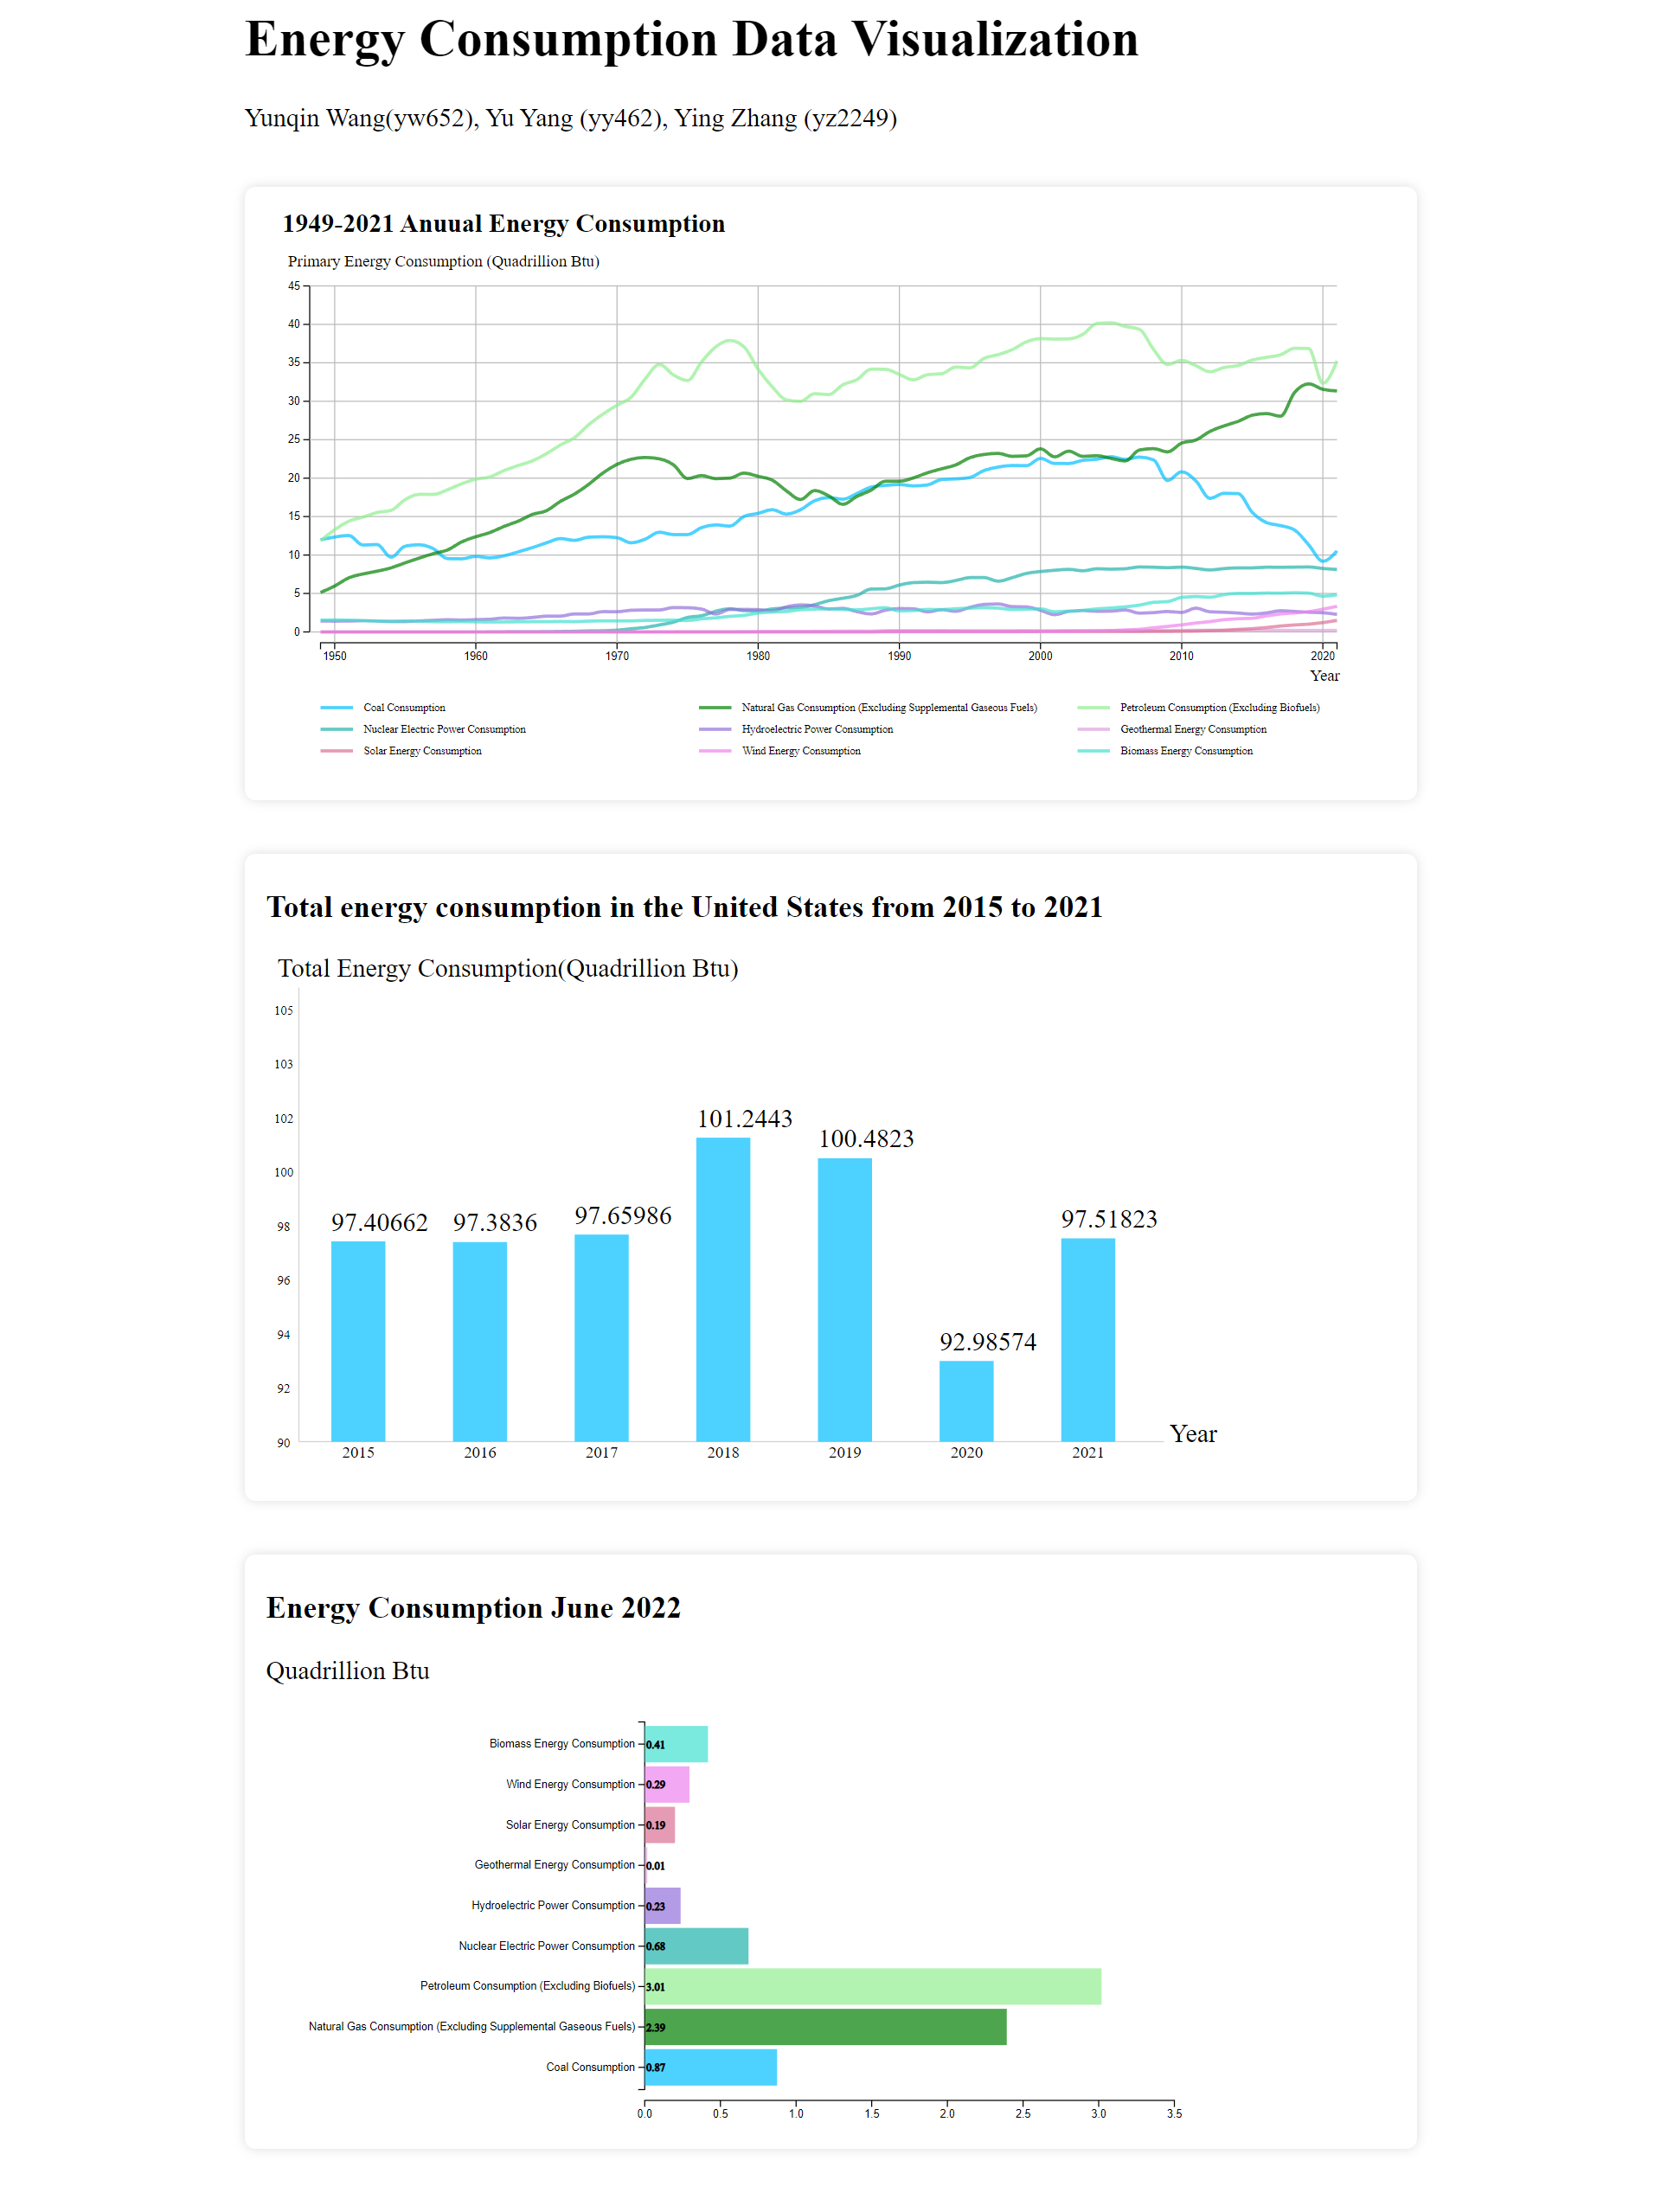 Energy Consumption Data Visualization
Yunqin Wang(yw652), Yu Yang (yy462), Ying Zhang (yz2249)
1949-2021 Anuual Energy Consumption
Primary Energy Consumption (Quadrillion Btu)
45
40
35
30
25
20
15
10
5
0
1950 1960 1970 1980 1990 2000 2010 2020
Year
Coal Consumption Natural Gas Consumption (Excluding Supplemental Gaseous Fuels) Petroleum Consumption (Excluding Biofuels)
Nuclear Electric Power Consumption Hydroelectric Power Consumption Geothermal Energy Consumption
Solar Energy Consumption Wind Energy Consumption Biomass Energy Consumption
Total energy consumption in the United States from 2015 to 2021
Total Energy Consumption(Quadrillion Btu)
105
103
102
101.2443
100.4823
100
97.40662 97.3836 97.65986 97.51823
98
96
94
92.98574
92
90
Year
2015 2016 2017 2018 2019 2020 2021
Energy Consumption June 2022
Quadrillion Btu
Biomass Energy Consumption 0.41
Wind Energy Consumption 0.29
Solar Energy Consumption 0.19
Geothermal Energy Consumption 0.01
Hydroelectric Power Consumption 0.23
Nuclear Electric Power Consumption 0.68
Petroleum Consumption (Excluding Biofuels) 3.01
Natural Gas Consumption (Excluding Supplemental Gaseous Fuels) 2.39
Coal Consumption 0.87
0.0 0.5 1.0 1.5 2.0 2.5 3.0 3.5